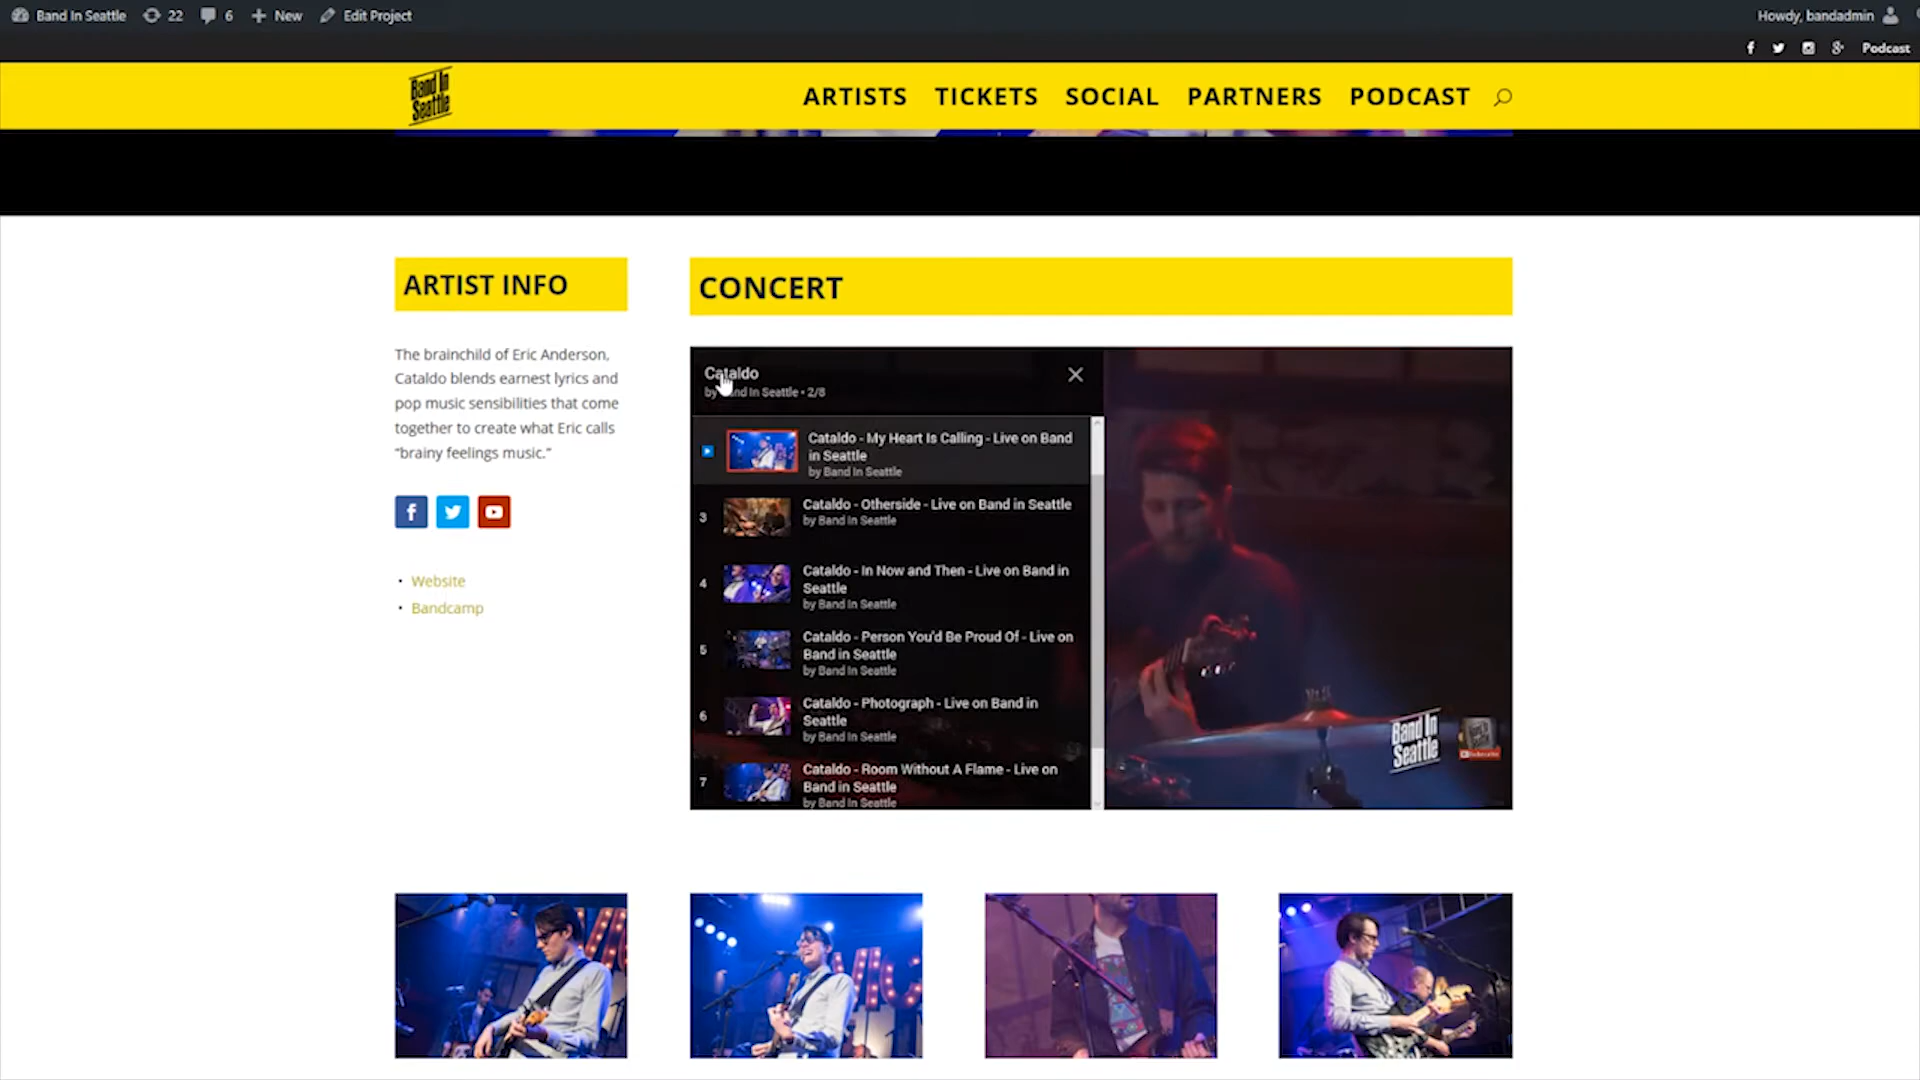 Band In Seattle 22 6 New Edit Project Howdy, bandadmin
Podcast
Band In
Seattle
ARTISTS TICKETS SOCIAL PARTNERS PODCAST
ARTIST INFO
The brainchild of Eric Anderson,
Cataldo blends earnest lyrics and
pop music sensibilities that come
together to create what Eric calls
“brainy feelings music.”
Website
Bandcamp
CONCERT
Cataldo
by Band In Seattle • 2/8
Cataldo - My Heart Is Calling - Live on Band
in Seattle
by Band In Seattle
3
Cataldo - Otherside - Live on Band in Seattle
by Band In Seattle
4
Cataldo - In Now and Then - Live on Band in
Seattle
by Band In Seattle
5
Cataldo - Person You'd Be Proud Of - Live on
Band in Seattle
by Band In Seattle
6
Cataldo - Photograph - Live on Band in
Seattle
by Band In Seattle
7
Cataldo - Room Without A Flame - Live on
Band in Seattle
by Band In Seattle
Band In
Seattle